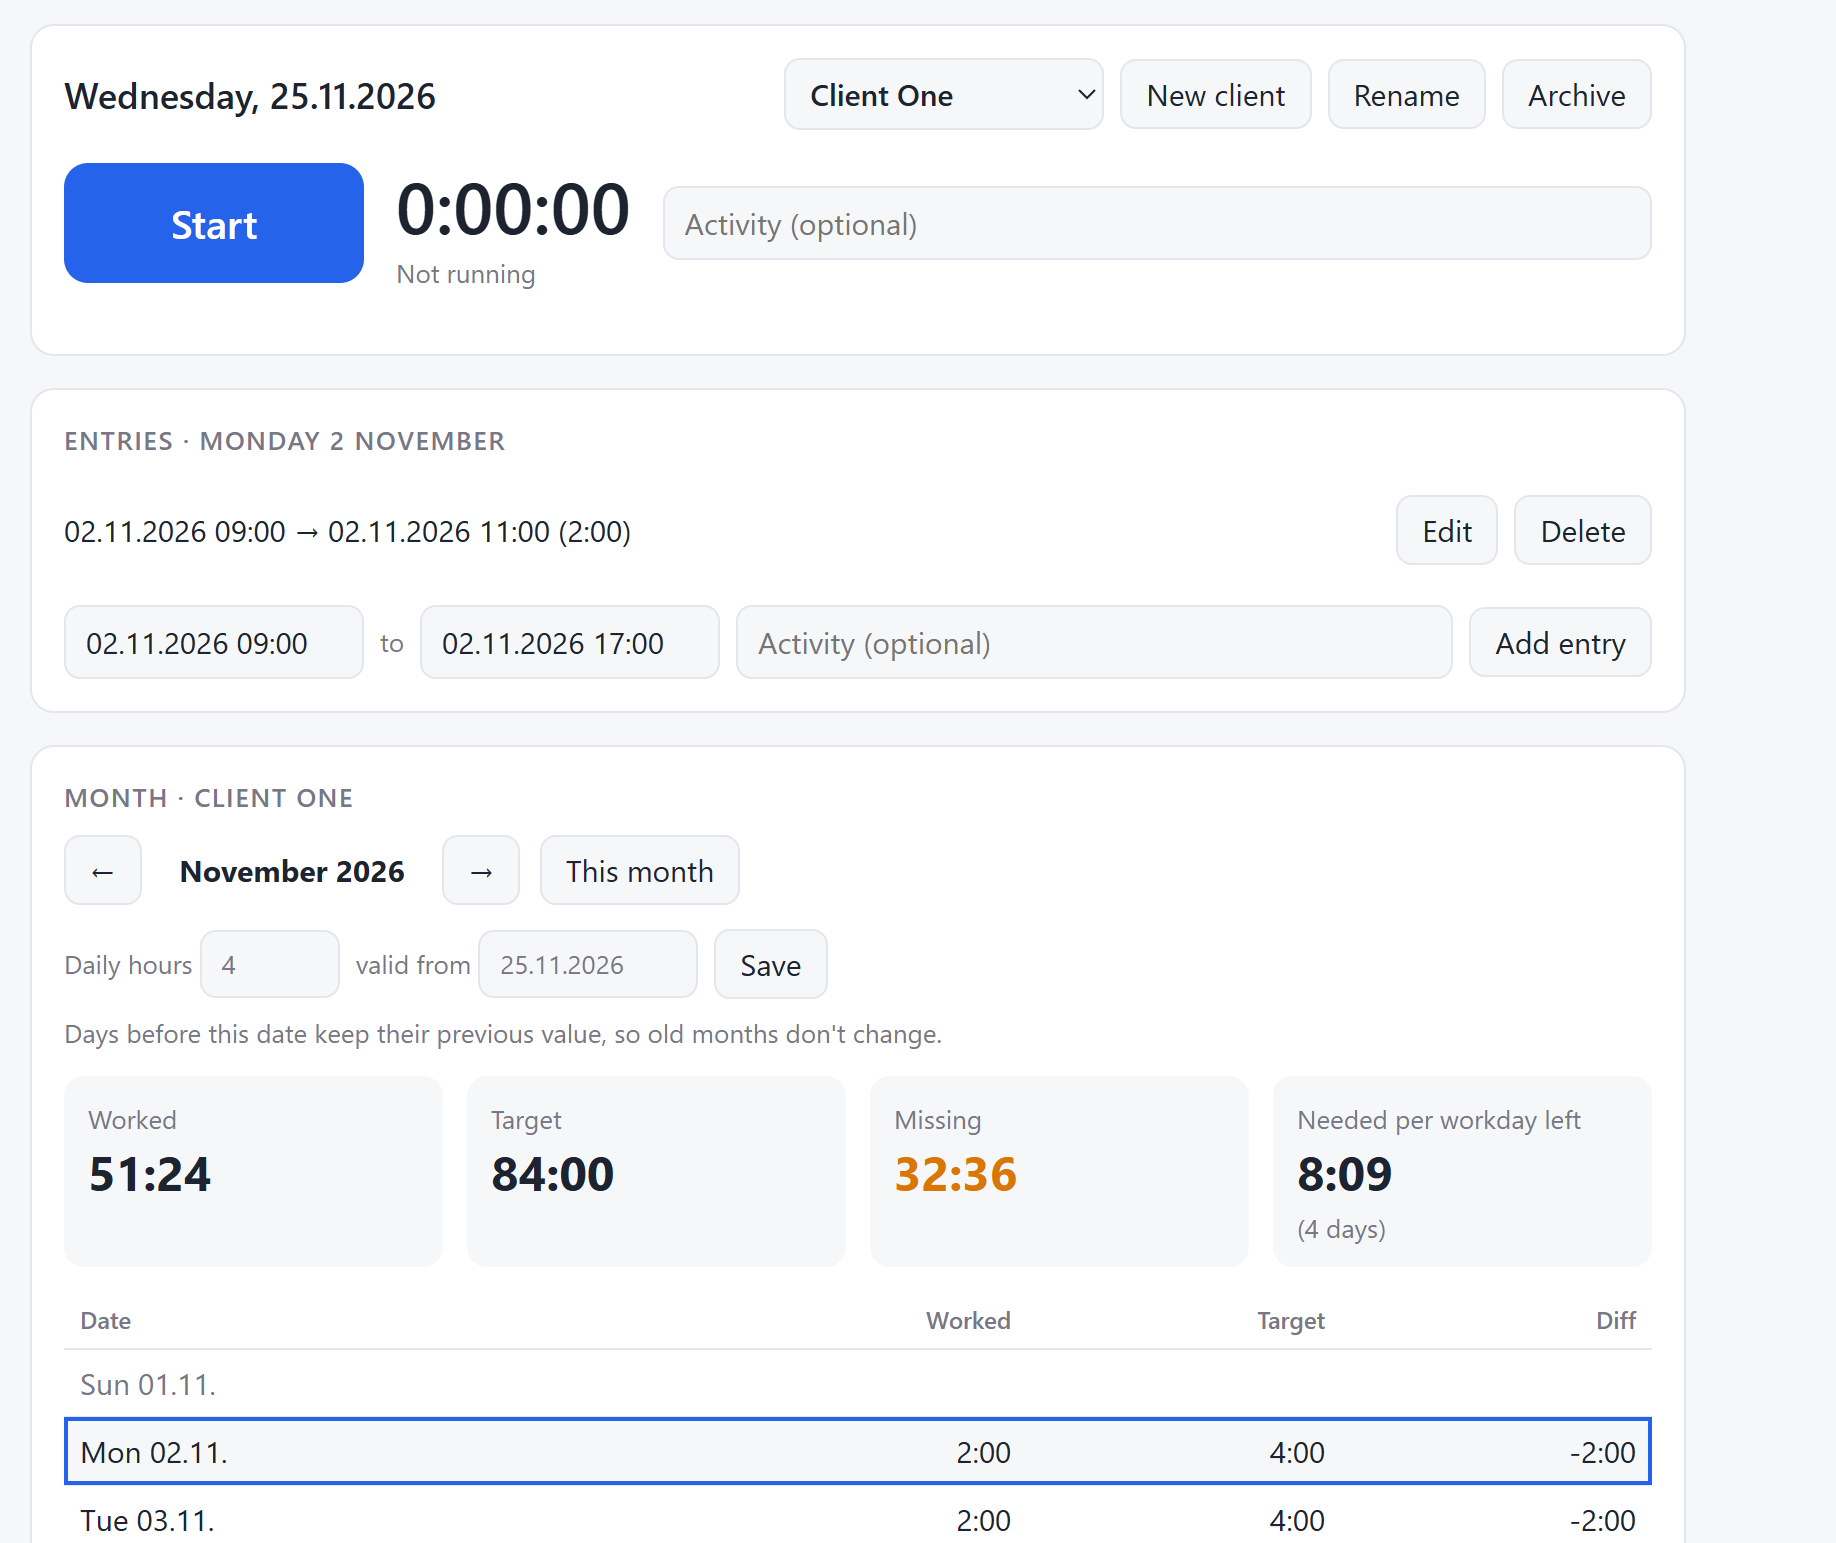 Wednesday, 25.11.2026
Client One
New client
Rename
Archive
Start
0:00:00
Not running
Activity (optional)
ENTRIES · MONDAY 2 NOVEMBER
02.11.2026 09:00 → 02.11.2026 11:00 (2:00)
Edit
Delete
02.11.2026 09:00 to 02.11.2026 17:00 Activity (optional) Add entry
MONTH · CLIENT ONE
← November 2026 → This month
Daily hours 4 valid from 25.11.2026 Save
Days before this date keep their previous value, so old months don't change.
Worked
51:24
Target
84:00
Missing
32:36
Needed per workday left
8:09
(4 days)
Date Worked Target Diff
Sun 01.11.
Mon 02.11. 2:00 4:00 -2:00
Tue 03.11. 2:00 4:00 -2:00